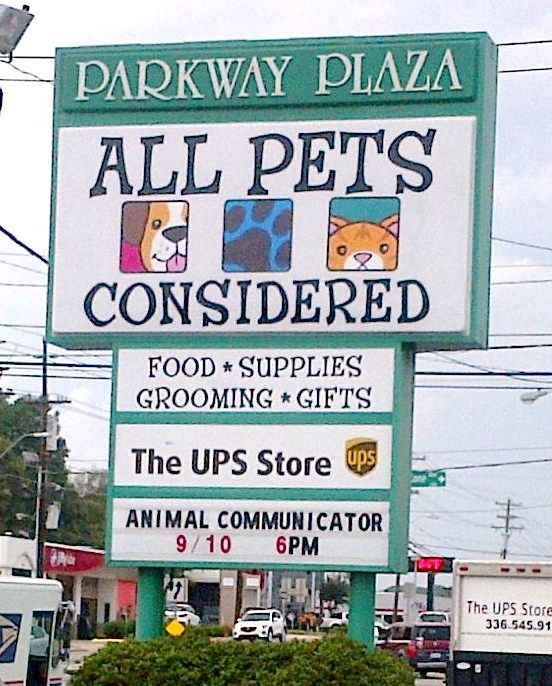 PARKWAY PLAZA
ALL PETS
CONSIDERED
FOOD * SUPPLIES
GROOMING * GIFTS
The UPS Store
ups
ANIMAL COMMUNICATOR
9/10 6PM
The UPS Store
336.545.91